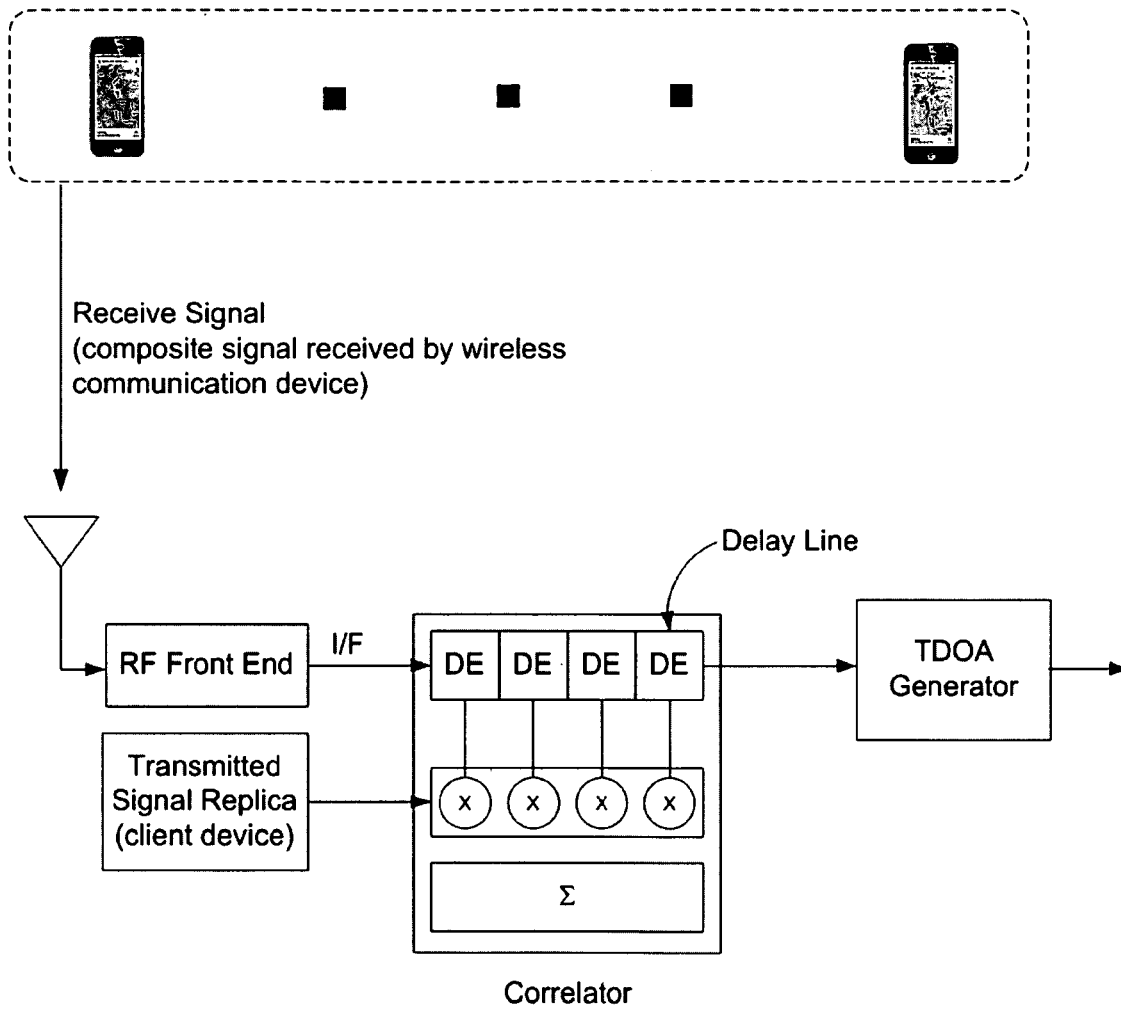 Receive Signal
(composite signal received by wireless
communication device)
Delay Line
RF Front End
I/F
DE DE DE DE
TDOA
Generator
Transmitted
Signal Replica
(client device)
x x x x
Σ
Correlator